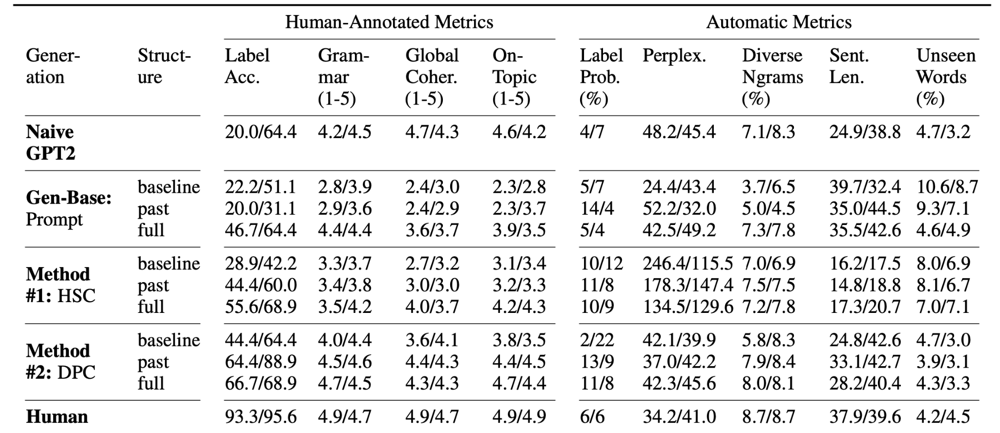 Human-Annotated Metrics Automatic Metrics
Gener- Struct- Label Gram- Global On- Label Perplex. Diverse Sent. Unseen
ation ure Acc. mar Coher. Topic Prob. Ngrams Len. Words
(1-5) (1-5) (1-5) (%) (%) (%)
Naive 20.0/64.4 4.2/4.5 4.7/4.3 4.6/4.2 4/7 48.2/45.4 7.1/8.3 24.9/38.8 4.7/3.2
GPT2
baseline 22.2/51.1 2.8/3.9 2.4/3.0 2.3/2.8 5/7 24.4/43.4 3.7/6.5 39.7/32.4 10.6/8.7
Gen-Base:
past 20.0/31.1 2.9/3.6 2.4/2.9 2.3/3.7 14/4 52.2/32.0 5.0/4.5 35.0/44.5 9.3/7.1
Prompt
full 46.7/64.4 4.4/4.4 3.6/3.7 3.9/3.5 5/4 42.5/49.2 7.3/7.8 35.5/42.6 4.6/4.9
baseline 28.9/42.2 3.3/3.7 2.7/3.2 3.1/3.4 10/12 246.4/115.5 7.0/6.9 16.2/17.5 8.0/6.9
Method
past 44.4/60.0 3.4/3.8 3.0/3.0 3.2/3.3 11/8 178.3/147.4 7.5/7.5 14.8/18.8 8.1/6.7
#1: HSC
full 55.6/68.9 3.5/4.2 4.0/3.7 4.2/4.3 10/9 134.5/129.6 7.2/7.8 17.3/20.7 7.0/7.1
baseline 44.4/64.4 4.0/4.4 3.6/4.1 3.8/3.5 2/22 42.1/39.9 5.8/8.3 24.8/42.6 4.7/3.0
Method
past 64.4/88.9 4.5/4.6 4.4/4.3 4.4/4.5 13/9 37.0/42.2 7.9/8.4 33.1/42.7 3.9/3.1
#2: DPC
full 66.7/68.9 4.7/4.5 4.3/4.3 4.7/4.4 11/8 42.3/45.6 8.0/8.1 28.2/40.4 4.3/3.3
Human 93.3/95.6 4.9/4.7 4.9/4.7 4.9/4.9 6/6 34.2/41.0 8.7/8.7 37.9/39.6 4.2/4.5